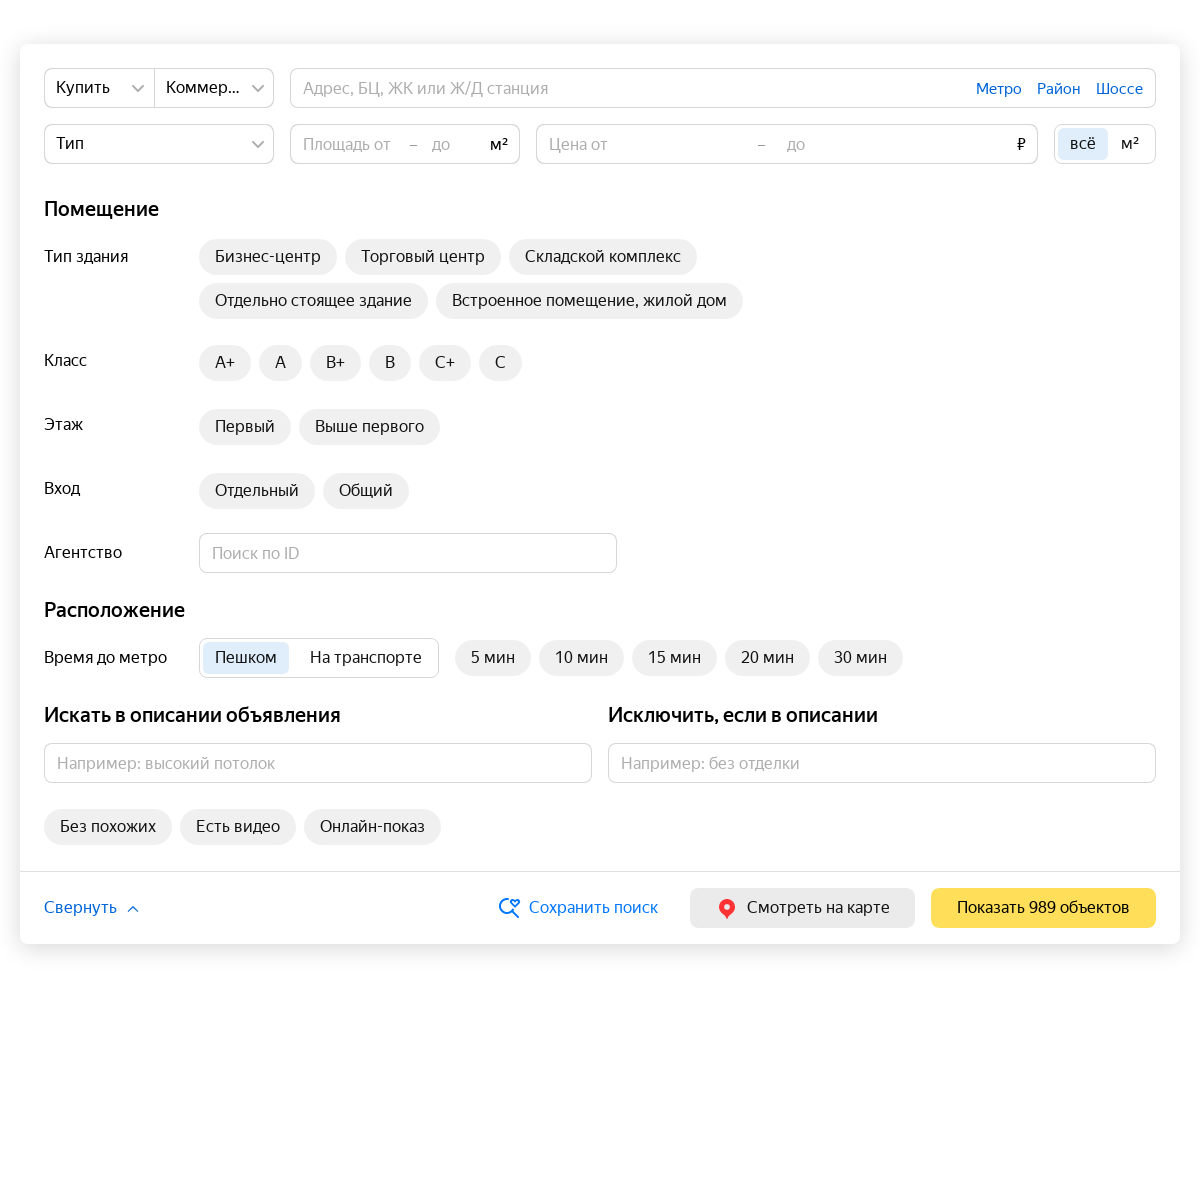 Купить Коммер... Адрес, БЦ, ЖК или Ж/Д станция Метро Район Шоссе
Тип Площадь от – до м² Цена от – до ₽ всё м²
Помещение
Тип здания Бизнес-центр Торговый центр Складской комплекс
Отдельно стоящее здание Встроенное помещение, жилой дом
Класс A+ A B+ B C+ C
Этаж Первый Выше первого
Вход Отдельный Общий
Агентство Поиск по ID
Расположение
Время до метро Пешком На транспорте 5 мин 10 мин 15 мин 20 мин 30 мин
Искать в описании объявления Исключить, если в описании
Например: высокий потолок Например: без отделки
Без похожих Есть видео Онлайн-показ
Свернуть Сохранить поиск Смотреть на карте Показать 989 объектов